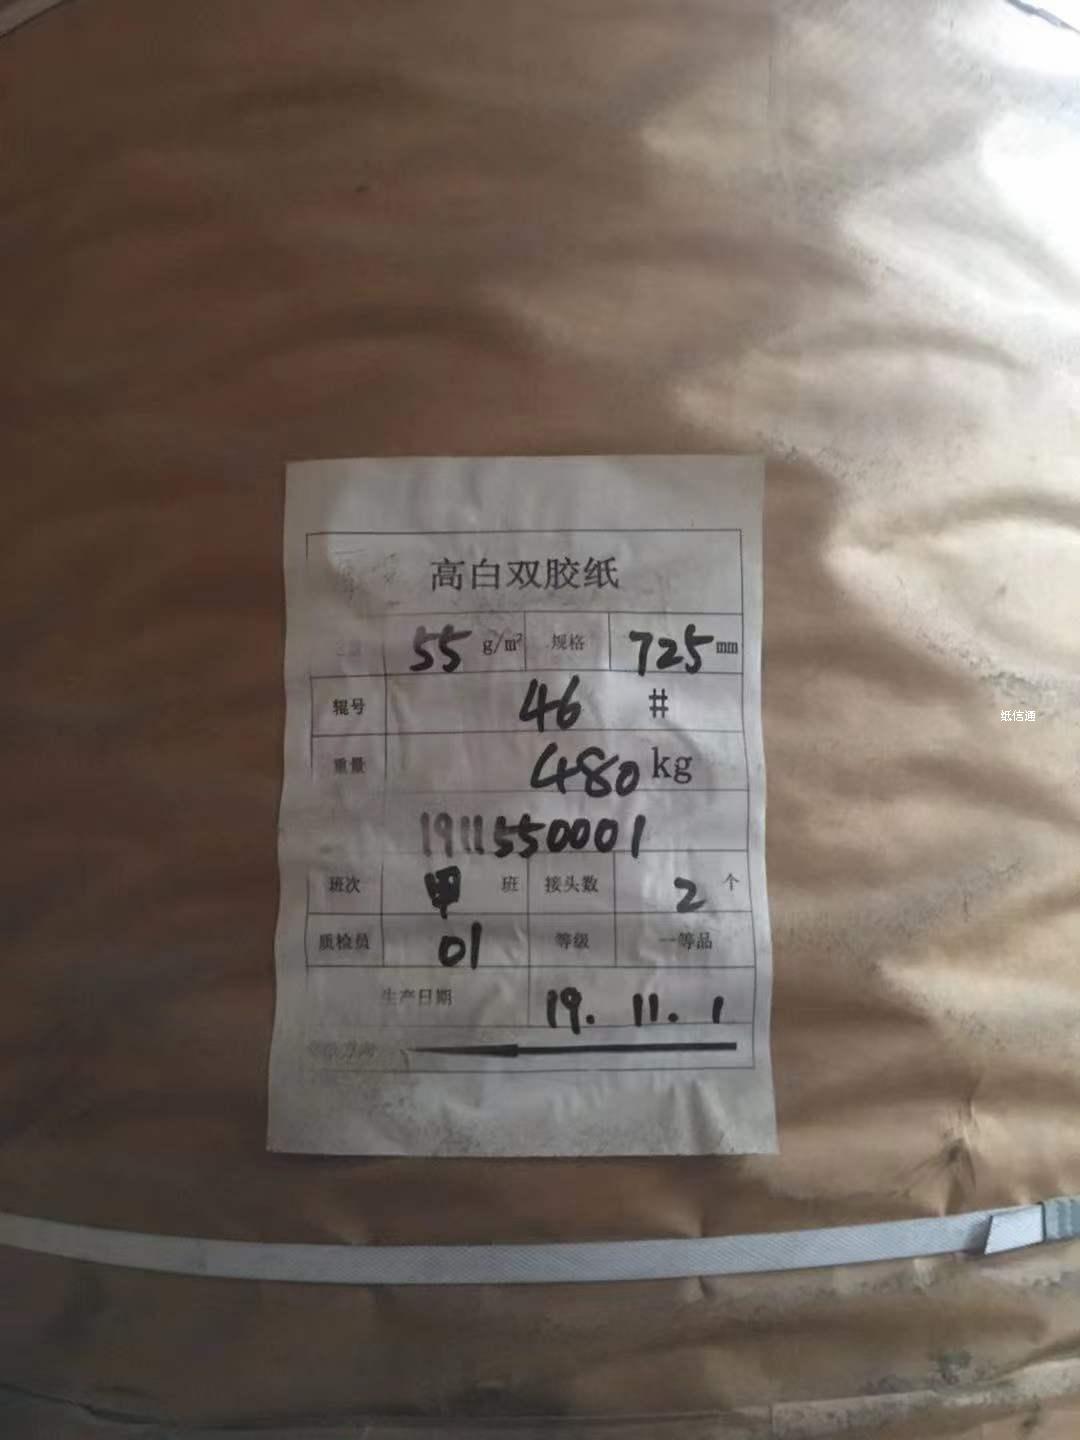 高白双胶纸
55 g/m² 规格 725 mm
辊号 46 #
重量 480 kg
1911550001
班次 甲 班 接头数 2 个
质检员 01 等级 一等品
生产日期 19. 11. 1
纸信通